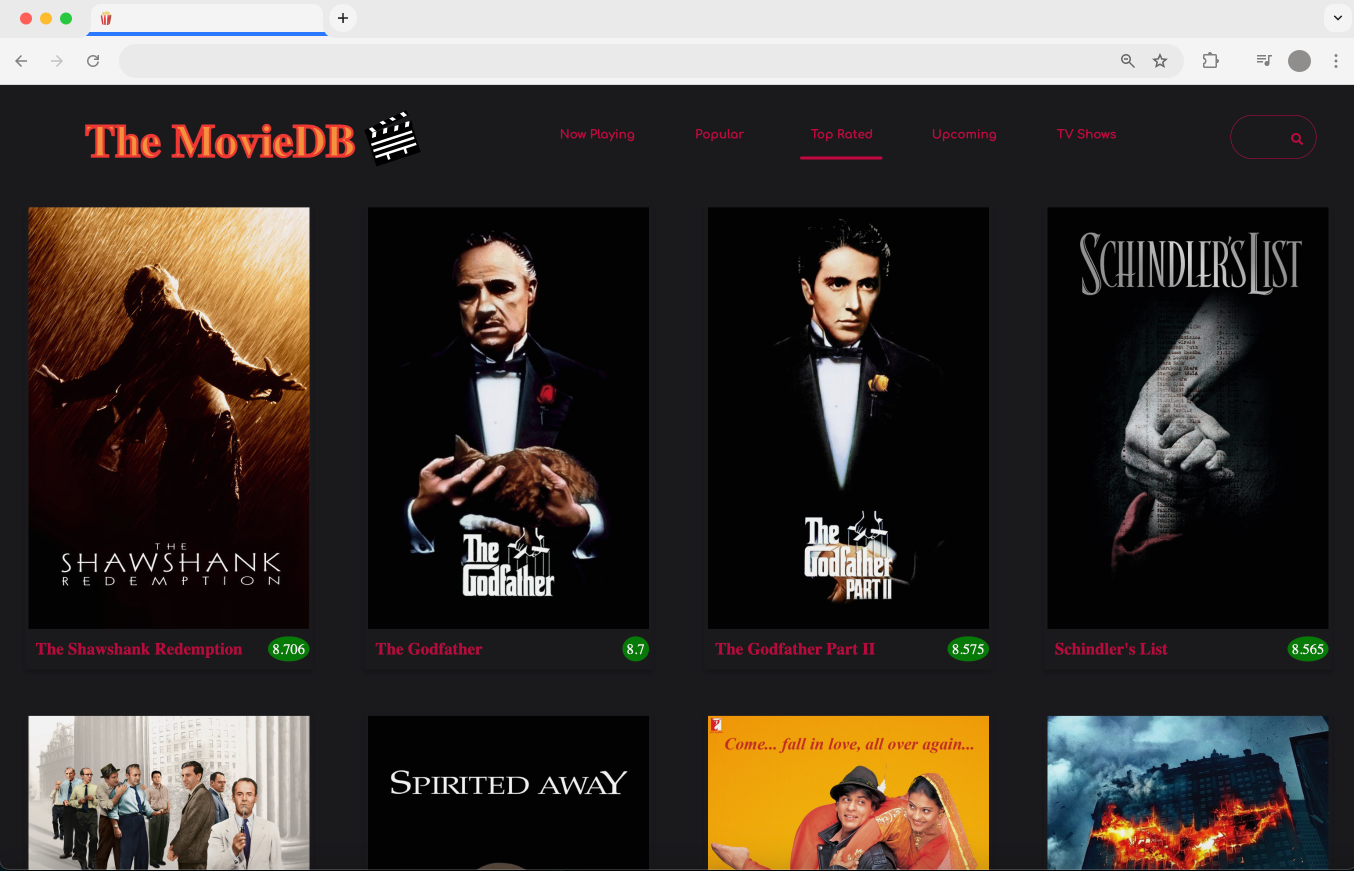 The MovieDB
Now Playing
Popular
Top Rated
Upcoming
TV Shows
THE
SHAWSHANK
REDEMPTION
The
Godfather
The
Godfather
PART II
SCHINDLER'S LIST
The Shawshank Redemption
8.706
The Godfather
8.7
The Godfather Part II
8.575
Schindler's List
8.565
SPIRITED AWAY
Come... fall in love, all over again...